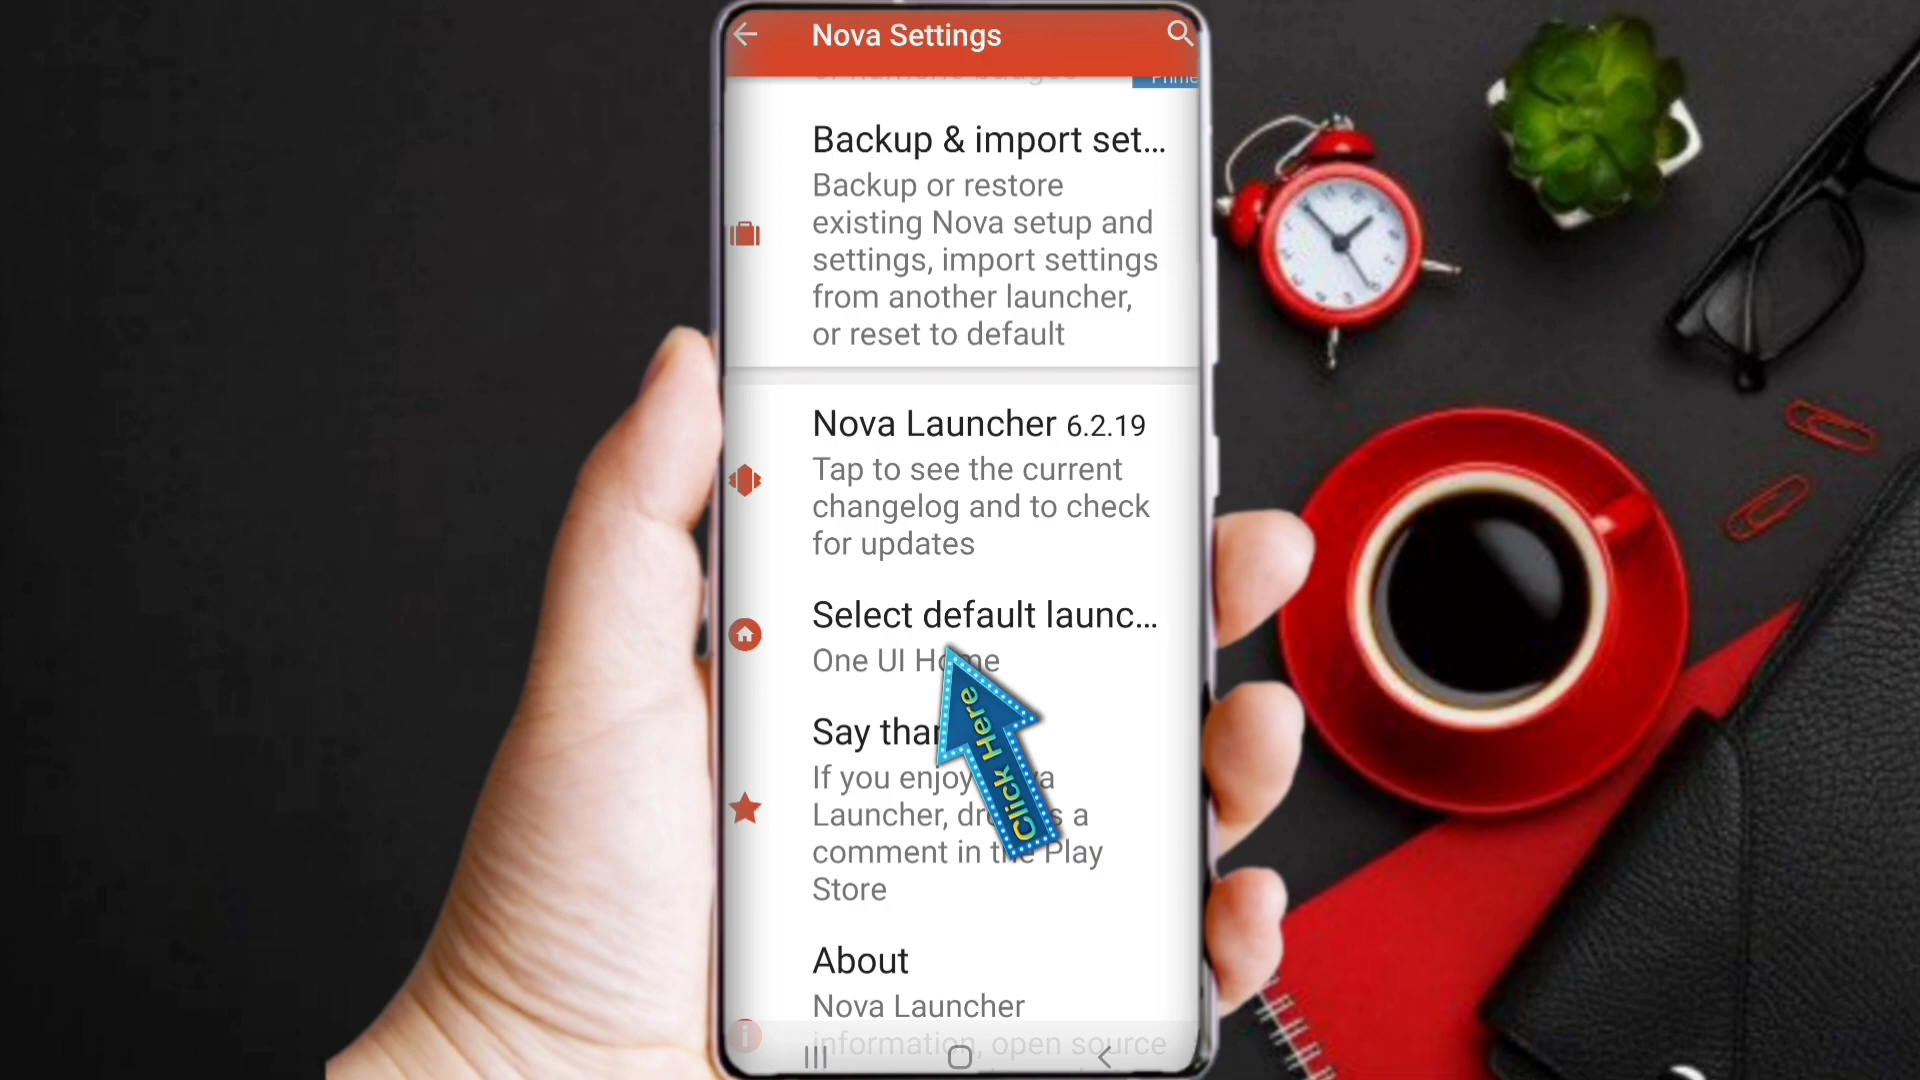 Nova Settings
Prime
Backup & import set...
Backup or restore
existing Nova setup and
settings, import settings
from another launcher,
or reset to default
Nova Launcher 6.2.19
Tap to see the current
changelog and to check
for updates
Select default launc...
One UI Home
Click Here
Say
If you enjoy
Launcher, a
comment in the Play
Store
About
Nova Launcher
information, open source